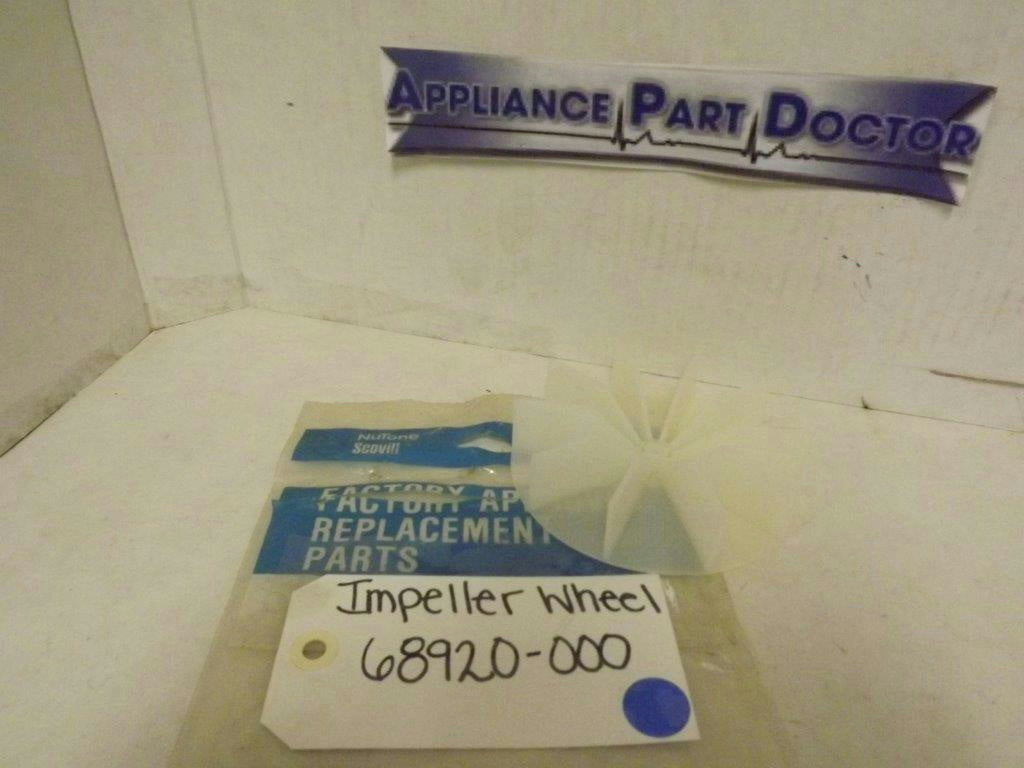 APPLIANCE PART DOCTOR
NuTone
Scovill
FACTORY AP
REPLACEMENT
PARTS
Impeller Wheel
68920-000